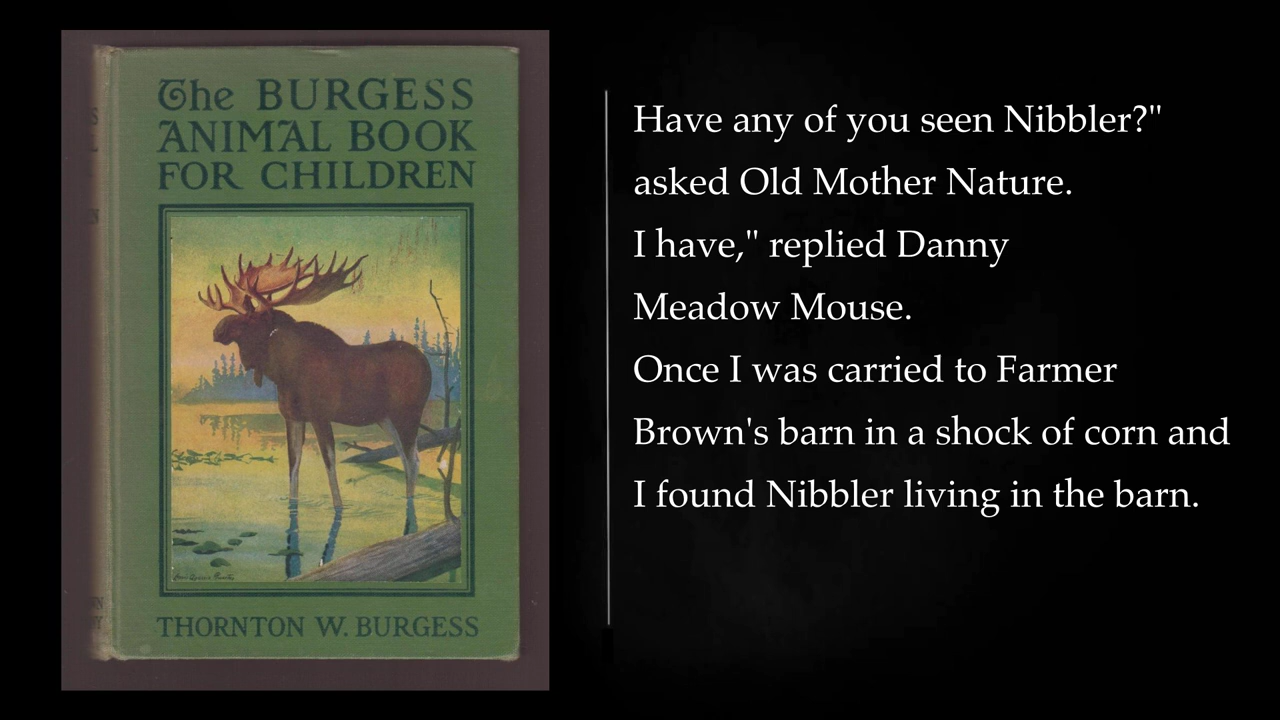 The BURGESS
ANIMAL BOOK
FOR CHILDREN
THORNTON W. BURGESS
Have any of you seen Nibbler?"
asked Old Mother Nature.
I have," replied Danny
Meadow Mouse.
Once I was carried to Farmer
Brown's barn in a shock of corn and
I found Nibbler living in the barn.